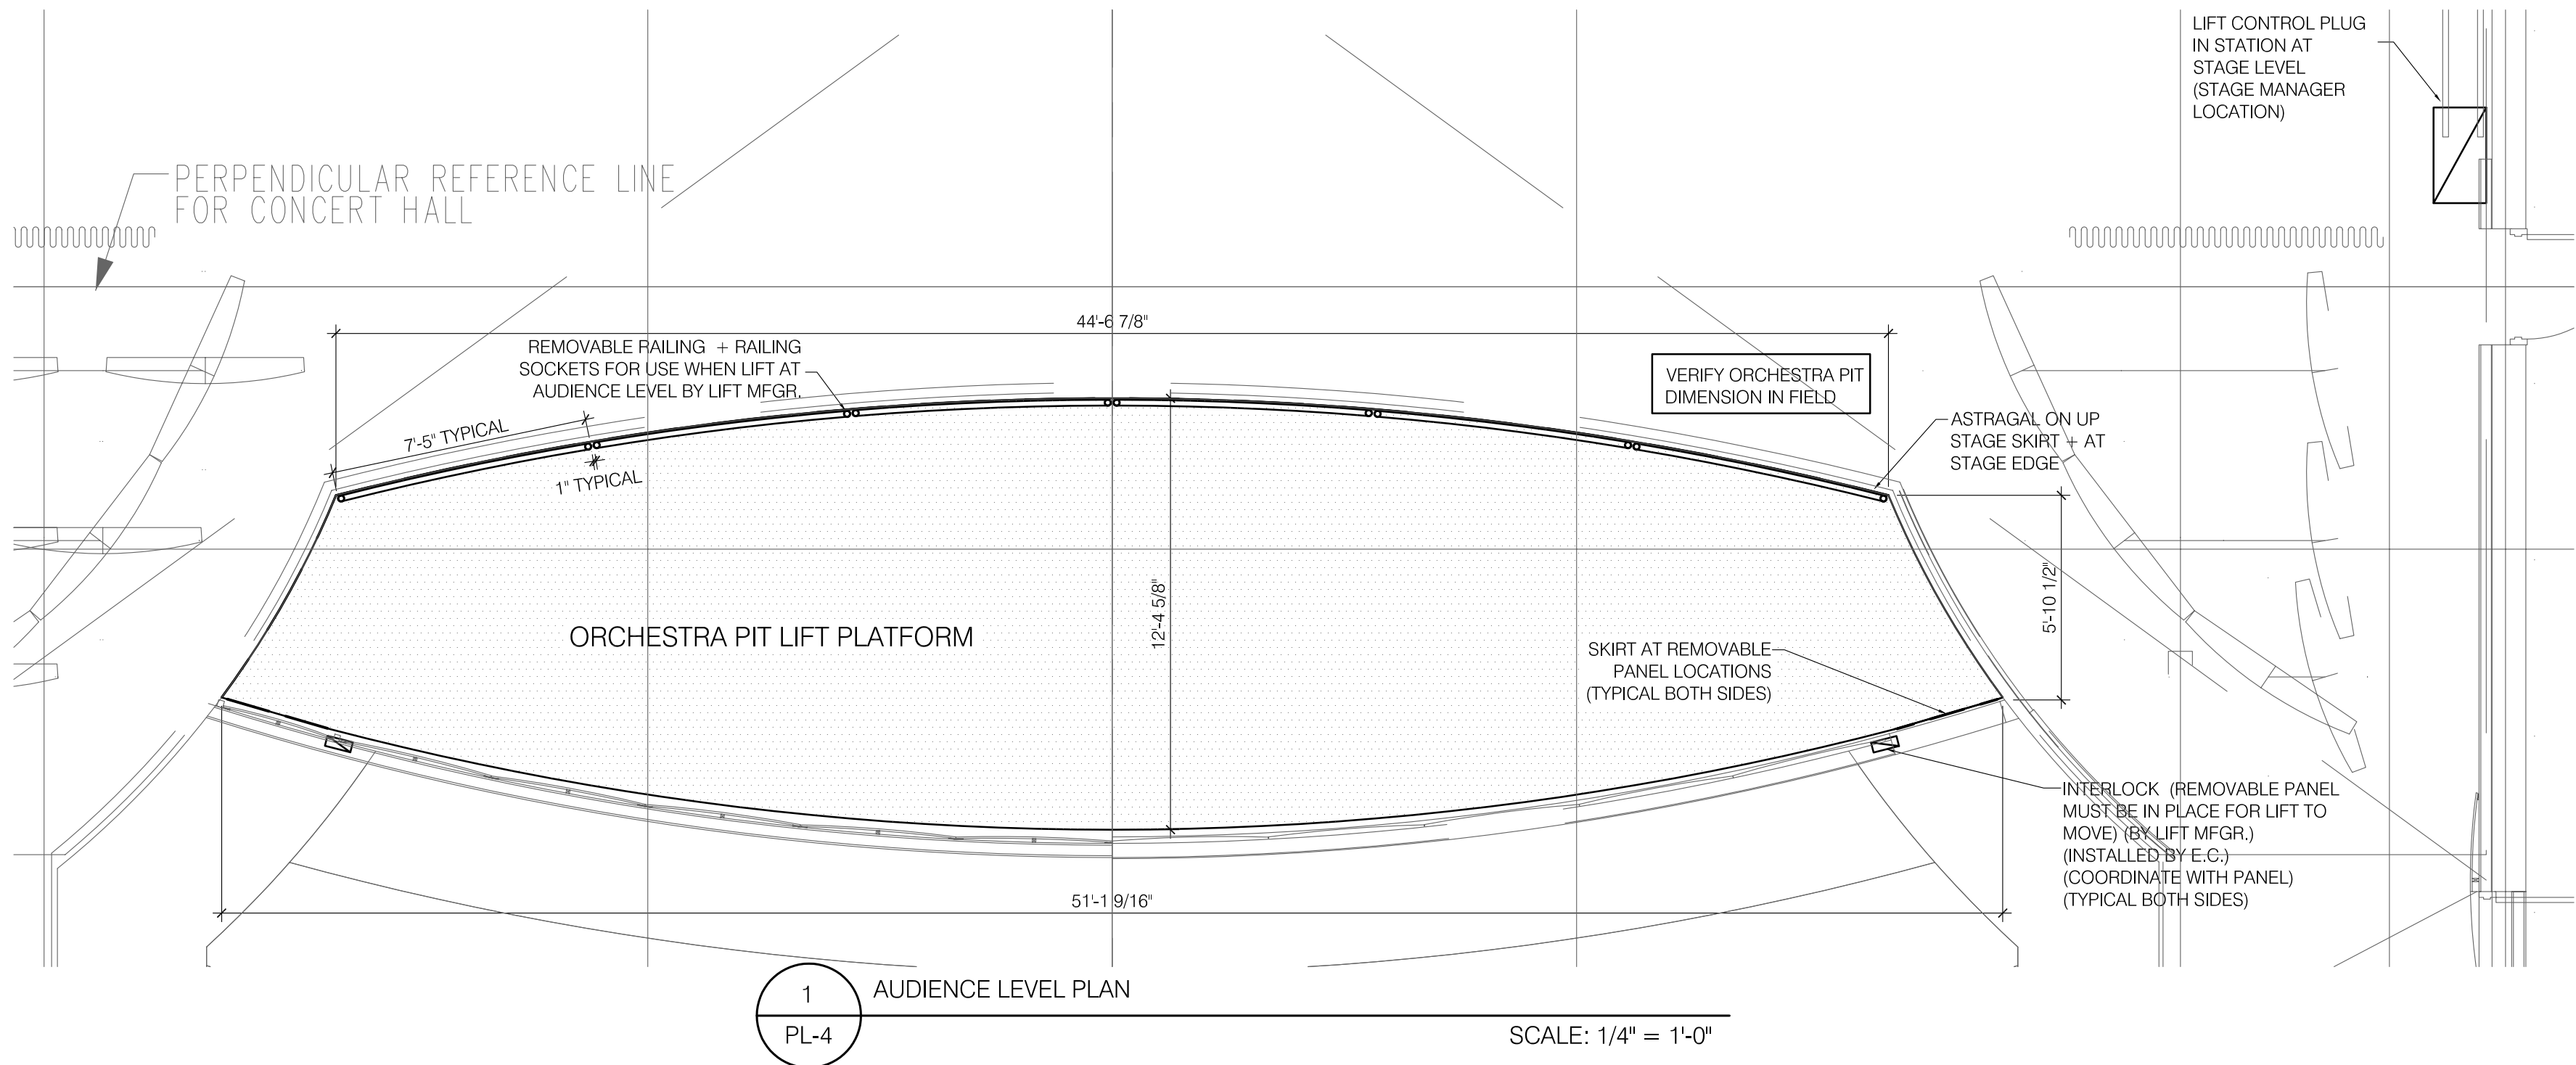 LIFT CONTROL PLUG
IN STATION AT
STAGE LEVEL
(STAGE MANAGER
LOCATION)
PERPENDICULAR REFERENCE LINE
FOR CONCERT HALL
44'-6 7/8"
REMOVABLE RAILING + RAILING
SOCKETS FOR USE WHEN LIFT AT
AUDIENCE LEVEL BY LIFT MFGR.
VERIFY ORCHESTRA PIT
DIMENSION IN FIELD
ASTRAGAL ON UP
STAGE SKIRT + AT
STAGE EDGE
7'-5" TYPICAL
1" TYPICAL
12'-4 5/8"
5'-10 1/2"
ORCHESTRA PIT LIFT PLATFORM
SKIRT AT REMOVABLE
PANEL LOCATIONS
(TYPICAL BOTH SIDES)
INTERLOCK (REMOVABLE PANEL
MUST BE IN PLACE FOR LIFT TO
MOVE) (BY LIFT MFGR.)
(INSTALLED BY E.C.)
(COORDINATE WITH PANEL)
(TYPICAL BOTH SIDES)
51'-1 9/16"
1
AUDIENCE LEVEL PLAN
PL-4
SCALE: 1/4" = 1'-0"